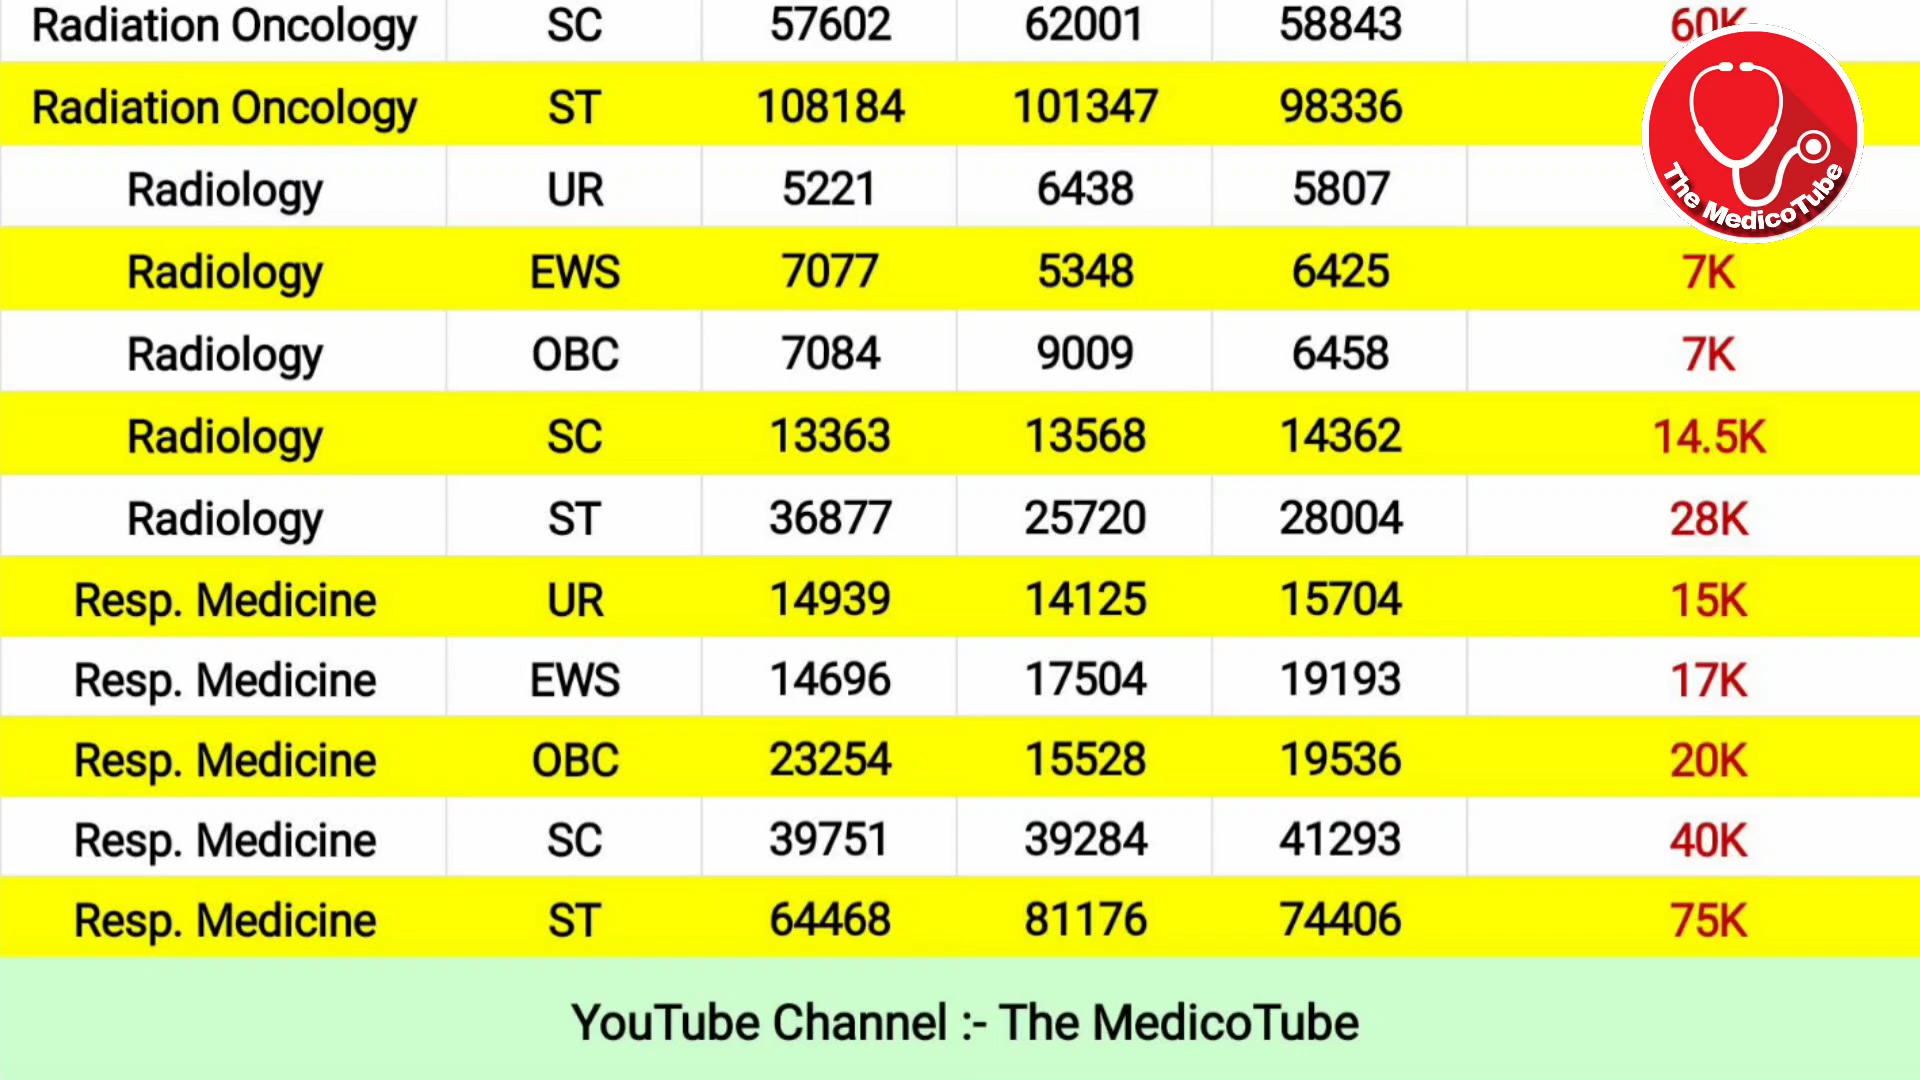 Radiation Oncology SC 57602 62001 58843 60K
Radiation Oncology ST 108184 101347 98336
Radiology UR 5221 6438 5807
The MedicoTube
Radiology EWS 7077 5348 6425 7K
Radiology OBC 7084 9009 6458 7K
Radiology SC 13363 13568 14362 14.5K
Radiology ST 36877 25720 28004 28K
Resp. Medicine UR 14939 14125 15704 15K
Resp. Medicine EWS 14696 17504 19193 17K
Resp. Medicine OBC 23254 15528 19536 20K
Resp. Medicine SC 39751 39284 41293 40K
Resp. Medicine ST 64468 81176 74406 75K
YouTube Channel :- The MedicoTube